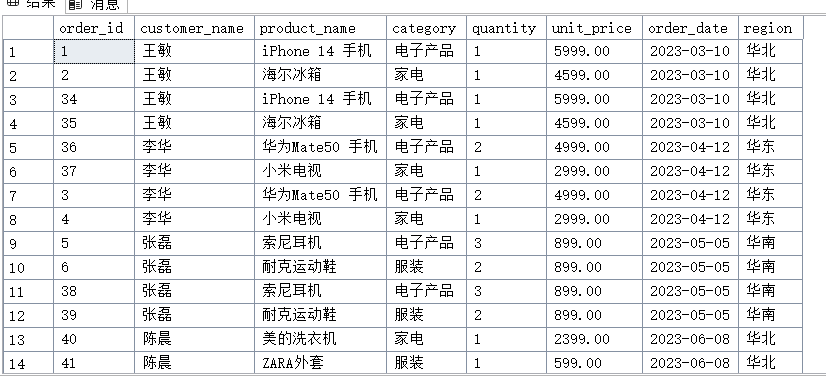 结果 消息
order_id customer_name product_name category quantity unit_price order_date region
1 1 王敏 iPhone 14 手机 电子产品 1 5999.00 2023-03-10 华北
2 2 王敏 海尔冰箱 家电 1 4599.00 2023-03-10 华北
3 34 王敏 iPhone 14 手机 电子产品 1 5999.00 2023-03-10 华北
4 35 王敏 海尔冰箱 家电 1 4599.00 2023-03-10 华北
5 36 李华 华为Mate50 手机 电子产品 2 4999.00 2023-04-12 华东
6 37 李华 小米电视 家电 1 2999.00 2023-04-12 华东
7 3 李华 华为Mate50 手机 电子产品 2 4999.00 2023-04-12 华东
8 4 李华 小米电视 家电 1 2999.00 2023-04-12 华东
9 5 张磊 索尼耳机 电子产品 3 899.00 2023-05-05 华南
10 6 张磊 耐克运动鞋 服装 2 899.00 2023-05-05 华南
11 38 张磊 索尼耳机 电子产品 3 899.00 2023-05-05 华南
12 39 张磊 耐克运动鞋 服装 2 899.00 2023-05-05 华南
13 40 陈晨 美的洗衣机 家电 1 2399.00 2023-06-08 华北
14 41 陈晨 ZARA外套 服装 1 599.00 2023-06-08 华北